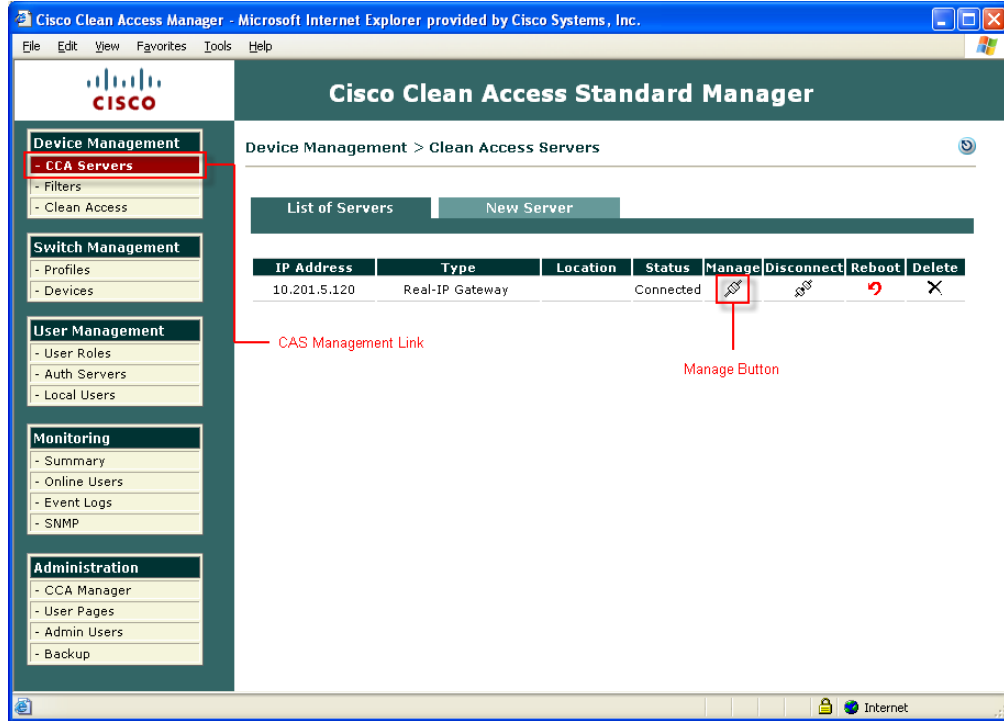 Cisco Clean Access Manager - Microsoft Internet Explorer provided by Cisco Systems, Inc.
File Edit View Favorites Tools Help
CISCO
Cisco Clean Access Standard Manager
Device Management
- CCA Servers
- Filters
- Clean Access
Switch Management
- Profiles
- Devices
User Management
- User Roles
- Auth Servers
- Local Users
Monitoring
- Summary
- Online Users
- Event Logs
- SNMP
Administration
- CCA Manager
- User Pages
- Admin Users
- Backup
Device Management > Clean Access Servers
List of Servers New Server
IP Address Type Location Status Manage Disconnect Reboot Delete
10.201.5.120 Real-IP Gateway Connected
CAS Management Link
Manage Button
Internet